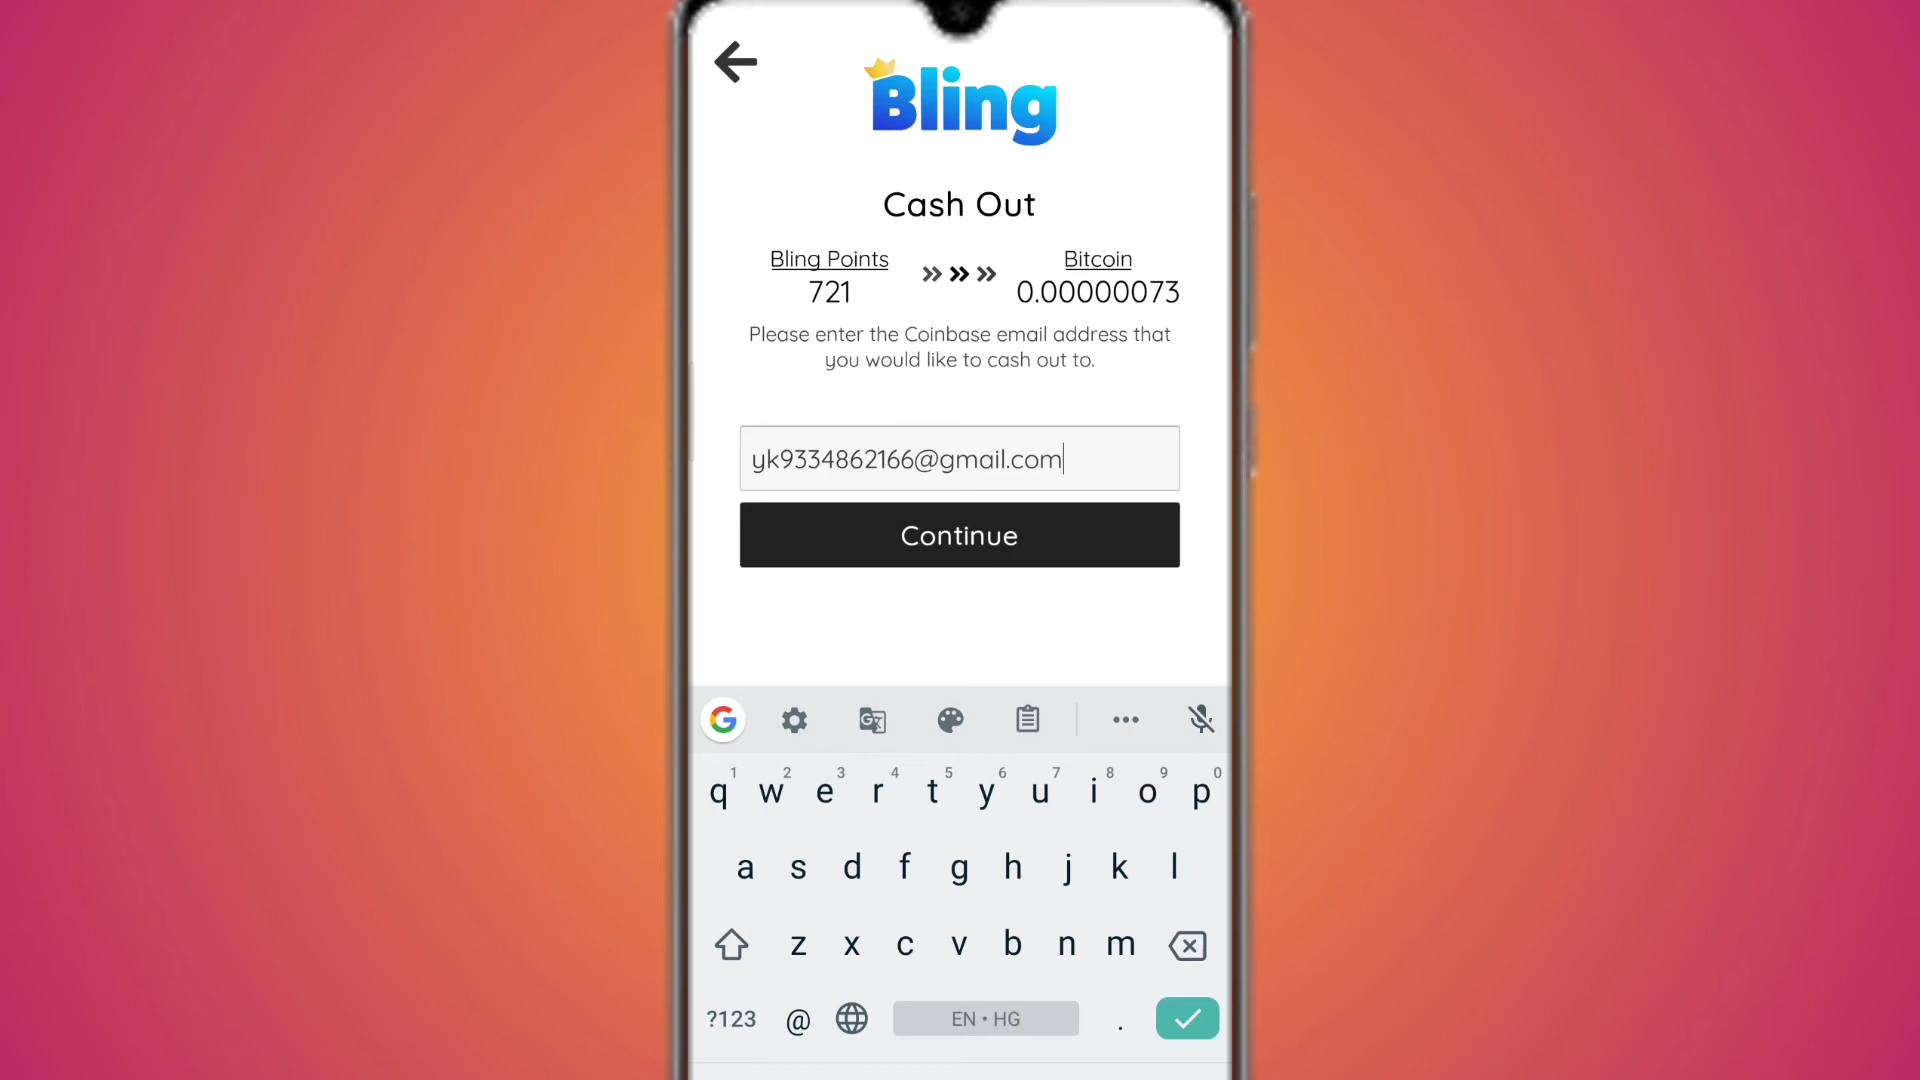 Bling
Cash Out
Bling Points
721
Bitcoin
0.00000073
Please enter the Coinbase email address that
you would like to cash out to.
yk9334862166@gmail.com
Continue
G
1 2 3 4 5 6 7 8 9 0
q w e r t y u i o p
a s d f g h j k l
z x c v b n m
?123 @ EN • HG .